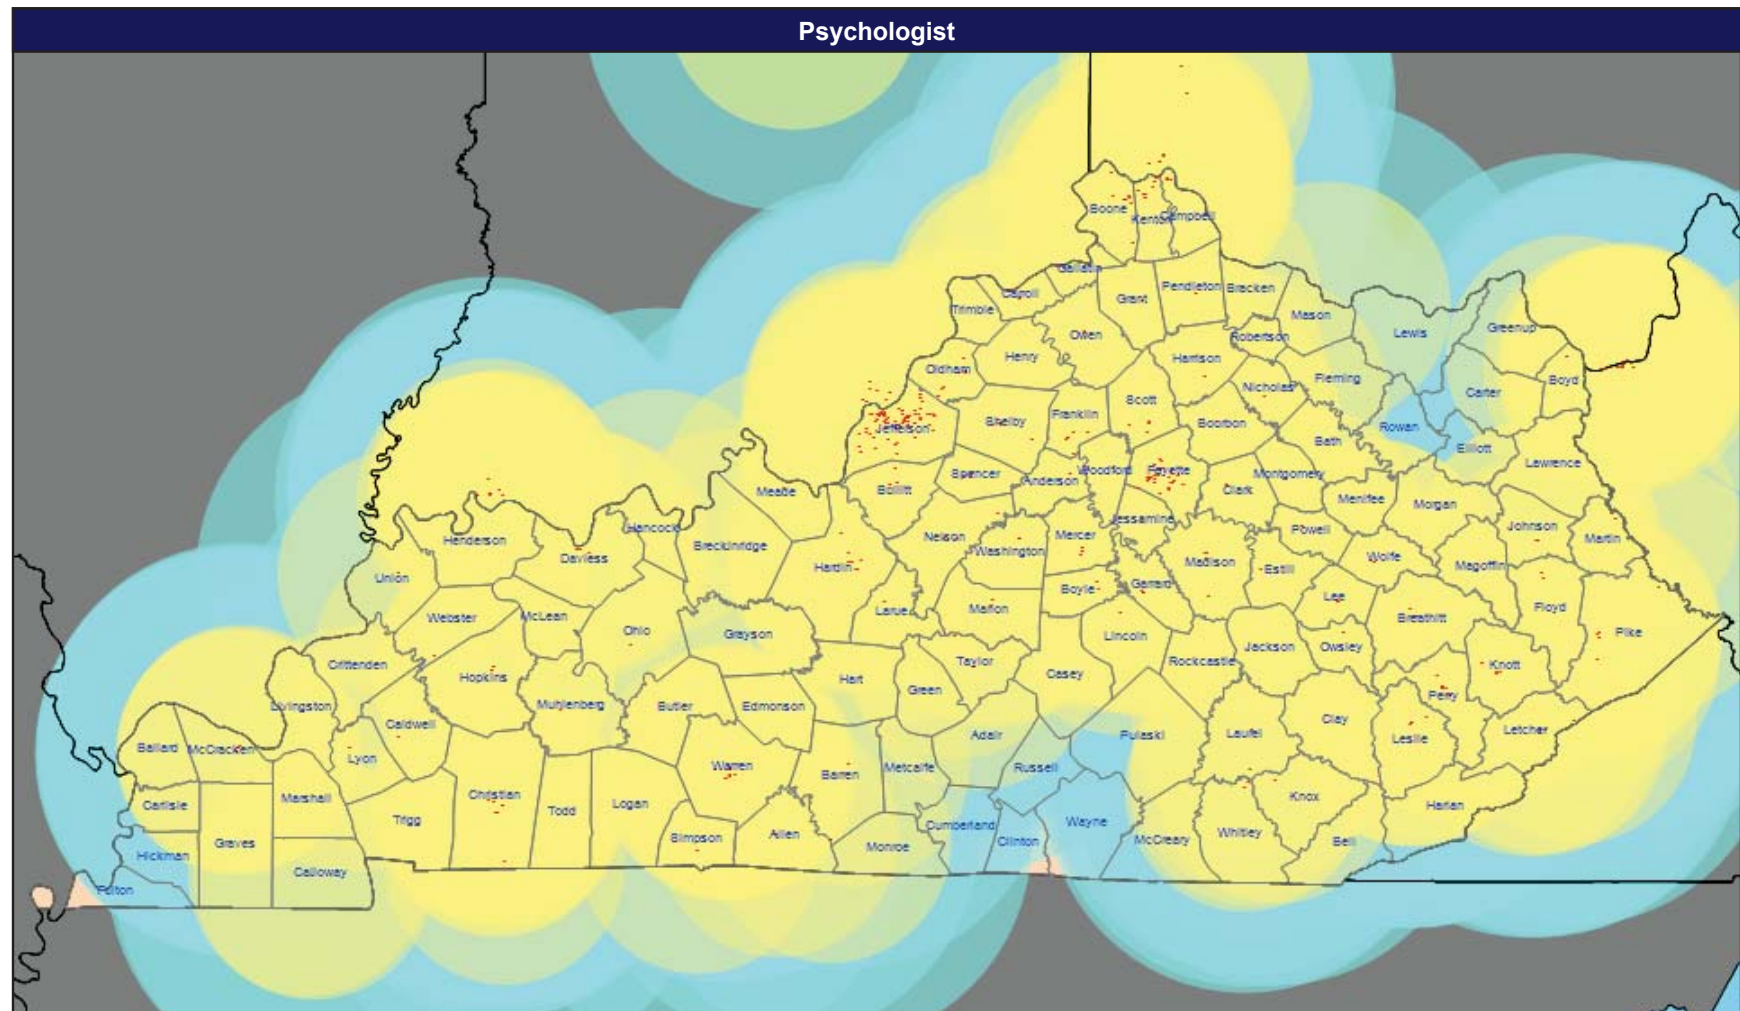 Psychologist
Boone
Kenton
Campbell
Gallatin
Carroll
Trimble
Grant
Pendleton
Bracken
Mason
Lewis
Greenup
Owen
Robertson
Henry
Harrison
Oldham
Nicholas
Fleming
Carter
Boyd
Scott
Jefferson
Shelby
Franklin
Bourbon
Rowan
Bath
Elliott
Lawrence
Spencer
Anderson
Woodford
Fayette
Clark
Montgomery
Meade
Bullitt
Menifee
Morgan
Hancock
Jessamine
Powell
Johnson
Martin
Henderson
Daviess
Breckinridge
Nelson
Washington
Mercer
Madison
Wolfe
Magoffin
Union
Hardin
Boyle
Garrard
Estill
Lee
Floyd
Webster
McLean
Ohio
Grayson
Larue
Marion
Lincoln
Breathitt
Pike
Crittenden
Hopkins
Hart
Taylor
Casey
Rockcastle
Jackson
Owsley
Knott
Perry
Livingston
Caldwell
Muhlenberg
Butler
Edmonson
Green
Adair
Pulaski
Laurel
Clay
Leslie
Letcher
Ballard
McCracken
Lyon
Warren
Barren
Metcalfe
Russell
Carlisle
Marshall
Christian
Todd
Logan
Knox
Harlan
Hickman
Graves
Trigg
Simpson
Allen
Monroe
Cumberland
Clinton
Wayne
McCreary
Whitley
Bell
Calloway
Fulton